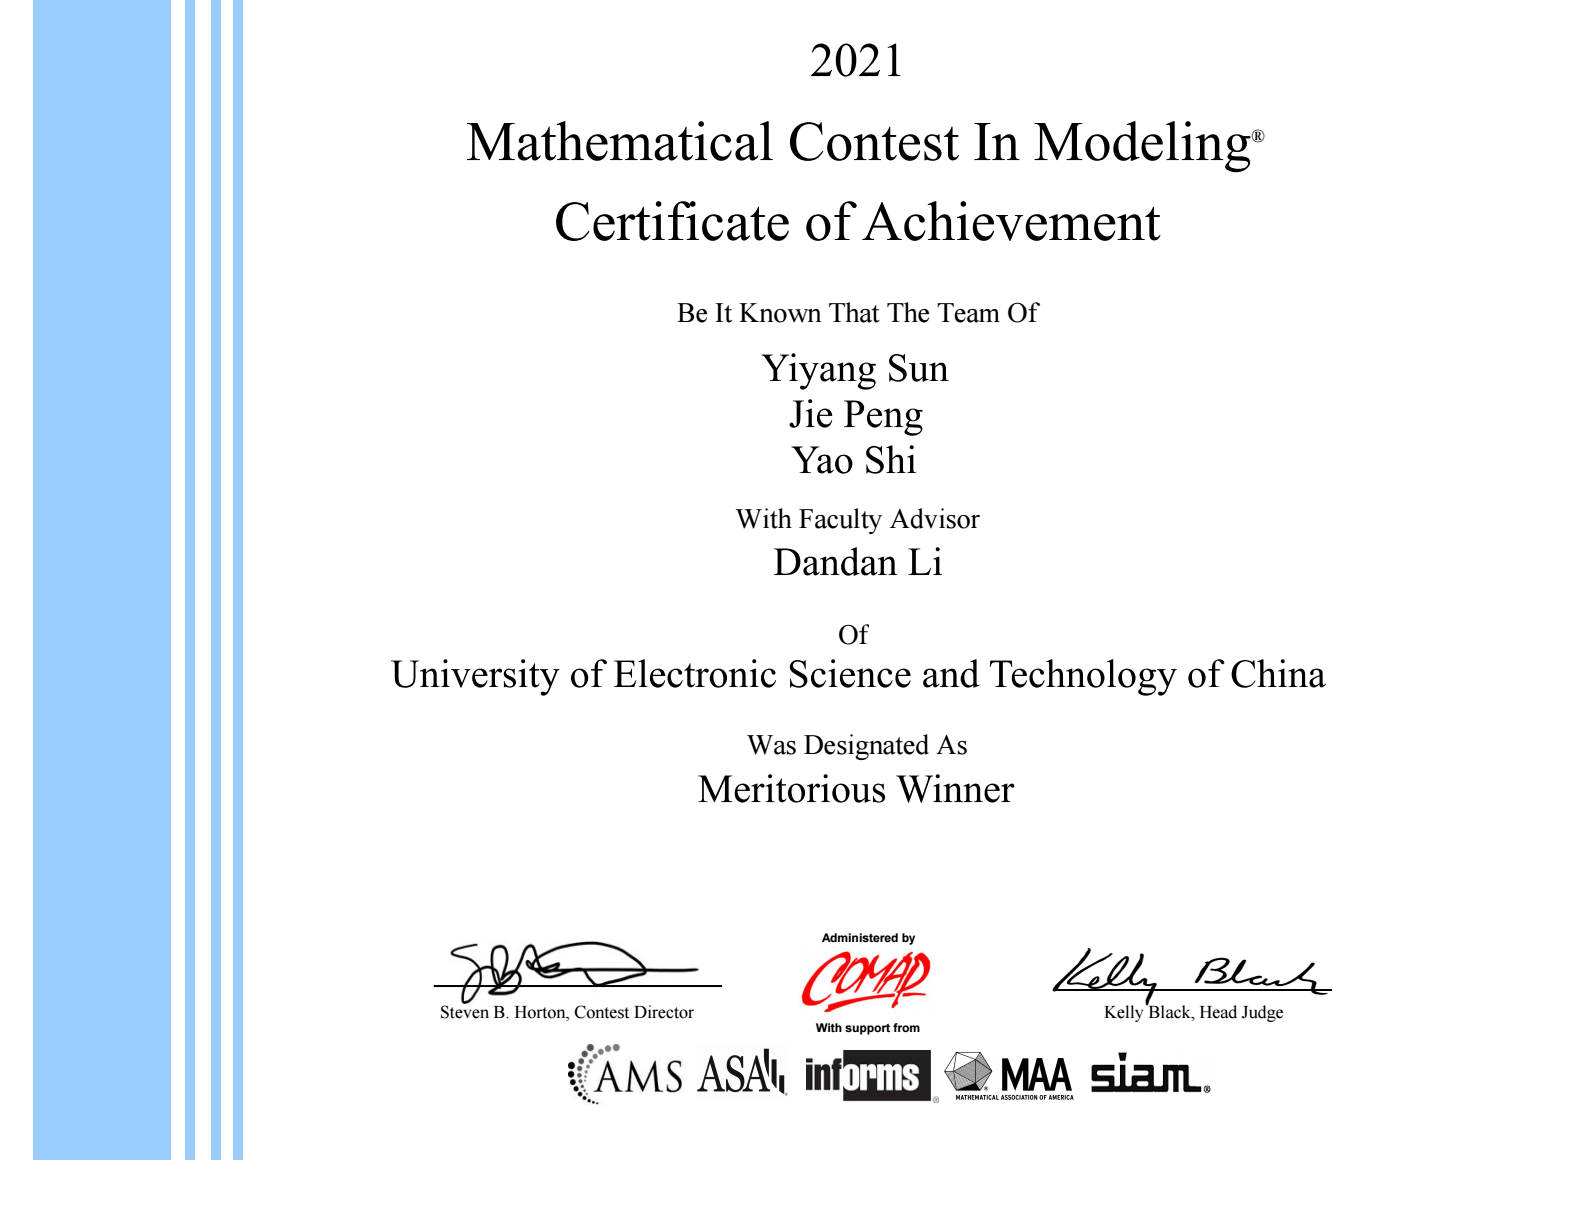 2021
Mathematical Contest In Modeling®
Certificate of Achievement
Be It Known That The Team Of
Yiyang Sun
Jie Peng
Yao Shi
With Faculty Advisor
Dandan Li
Of
University of Electronic Science and Technology of China
Was Designated As
Meritorious Winner
Administered by
COMAP
Kelly Black
Steven B. Horton, Contest Director
Kelly Black, Head Judge
With support from
AMS ASA informs® MAA siam®
MATHEMATICAL ASSOCIATION OF AMERICA